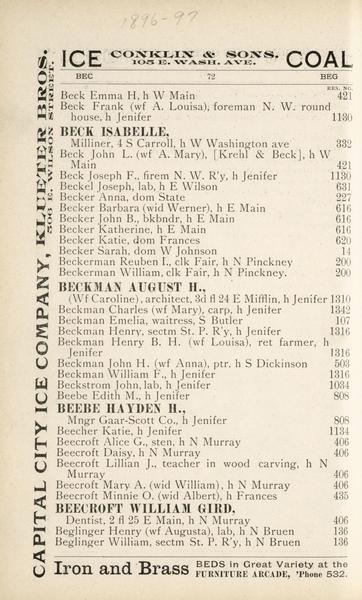 1896-97
ICE CONKLIN & SONS. COAL
105 E. WASH. AVE.
BEC 72 BEG
RES. NO.
Beck Emma H, h W Main 421
Beck Frank (wf A. Louisa), foreman N. W. round
house, h Jenifer 1130
BECK ISABELLE,
Milliner, 4 S Carroll, h W Washington ave 332
Beck John L. (wf A. Mary), [Krehl & Beck], h W
Main 421
Beck Joseph F., firem N. W. R'y, h Jenifer 1130
Beckel Joseph, lab, h E Wilson 631
Becker Anna, dom State 227
Becker Barbara (wid Werner), h E Main 616
Becker John B., bkbndr, h E Main 616
Becker Katherine, h E Main 616
Becker Katie, dom Frances 620
Becker Sarah, dom W Johnson 14
Beckerman Reuben I., clk Fair, h N Pinckney 200
Beckerman William, clk Fair, h N Pinckney. 200
BECKMAN AUGUST H.,
(Wf Caroline), architect, 3d fl 24 E Mifflin, h Jenifer 1310
Beckman Charles (wf Mary), carp, h Jenifer 1342
Beckman Emelia, waitress, S Butler 107
Beckman Henry, sectm St. P. R'y, h Jenifer 1316
Beckman Henry B. H. (wf Louisa), ret farmer, h
Jenifer 1316
Beckman John H. (wf Anna), ptr. h S Dickinson 503
Beckman William F., h Jenifer 1316
Beckstrom John, lab, h Jenifer 1034
Beebe Edith M., h Jenifer 808
BEEBE HAYDEN H.,
Mngr Gaar-Scott Co., h Jenifer 808
Beecher Katie, h Jenifer 1134
Beecroft Alice G., sten, h N Murray 406
Beecroft Daisy, h N Murray 406
Beecroft Lillian J., teacher in wood carving, h N
Murray 406
Beecroft Mary A. (wid William), h N Murray 406
Beecroft Minnie O. (wid Albert), h Frances 435
BEECROFT WILLIAM GIRD,
Dentist, 2 fl 25 E Main, h N Murray 406
Beglinger Henry (wf Augusta), lab, h N Bruen 136
Beglinger William, sectm St. P. R'y, h N Bruen 136
Iron and Brass BEDS in Great Variety at the
FURNITURE ARCADE, 'Phone 532.
CAPITAL CITY ICE COMPANY, KLUETER BROS.
500 E. WILSON STREET.